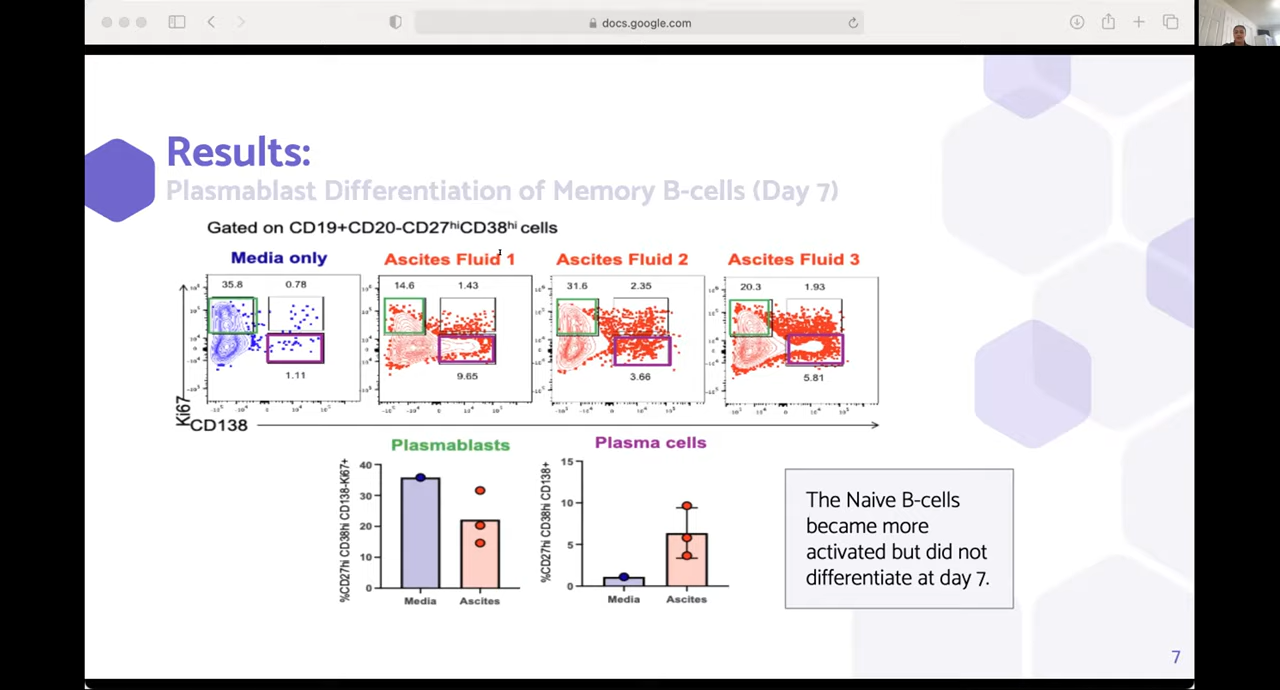 docs.google.com
Results:
Plasmablast Differentiation of Memory B-cells (Day 7)
Gated on CD19+CD20-CD27hiCD38hi cells
Media only
Ascites Fluid 1
Ascites Fluid 2
Ascites Fluid 3
35.8 0.78
1.11
14.6 1.43
9.65
31.6 2.35
3.66
20.3 1.93
5.81
Ki67
CD138
Plasmablasts
%CD27hi CD38hi CD138-Ki67+
40
30
20
10
0
Media Ascites
Plasma cells
%CD27hi CD38hi CD138+
15
10
5
0
Media Ascites
The Naive B-cells
became more
activated but did not
differentiate at day 7.
7